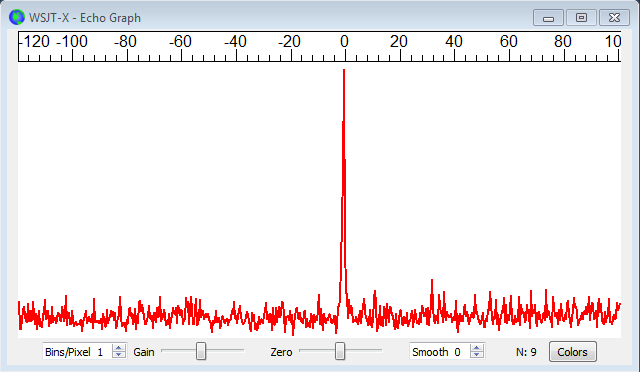 WSJT-X - Echo Graph
-120 -100 -80 -60 -40 -20 0 20 40 60 80 10
Bins/Pixel 1 Gain Zero Smooth 0 N: 9 Colors